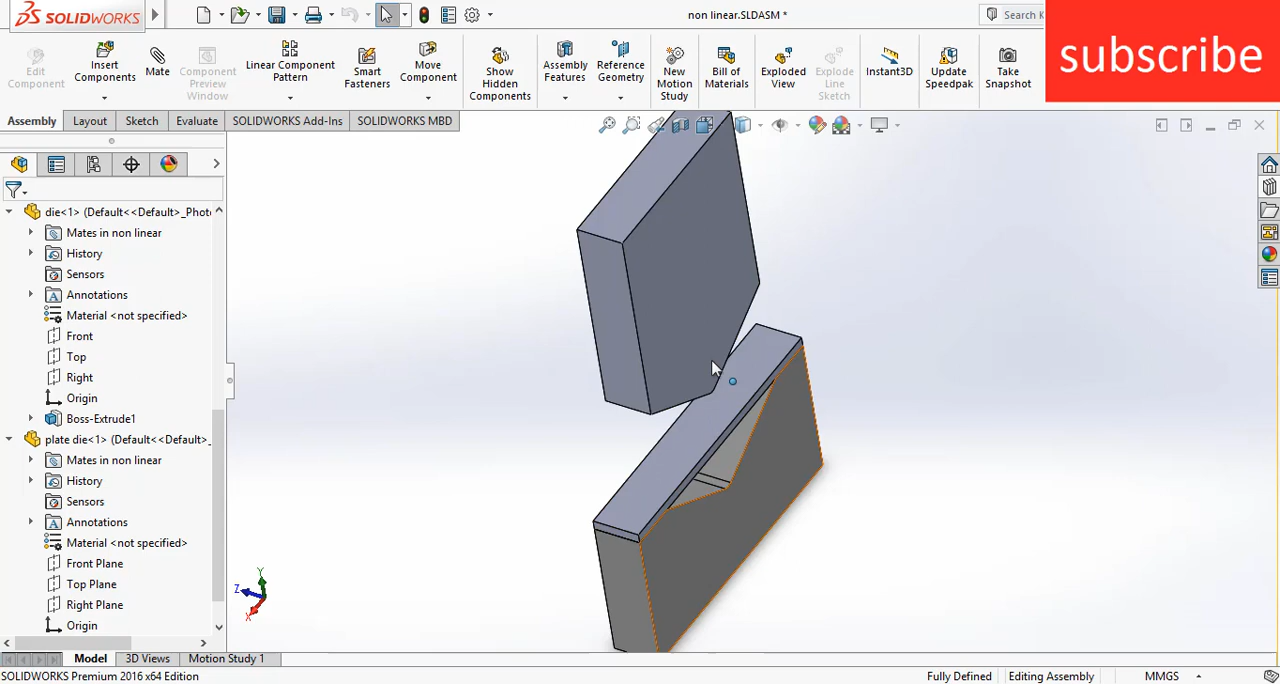 SOLIDWORKS
non linear.SLDASM *
Search K
subscribe
Edit Component
Insert Components
Mate
Component Preview Window
Linear Component Pattern
Smart Fasteners
Move Component
Show Hidden Components
Assembly Features
Reference Geometry
New Motion Study
Bill of Materials
Exploded View
Explode Line Sketch
Instant3D
Update Speedpak
Take Snapshot
Assembly
Layout
Sketch
Evaluate
SOLIDWORKS Add-Ins
SOLIDWORKS MBD
die<1> (Default<<Default>_Photo
Mates in non linear
History
Sensors
Annotations
Material <not specified>
Front
Top
Right
Origin
Boss-Extrude1
plate die<1> (Default<<Default>_
Mates in non linear
History
Sensors
Annotations
Material <not specified>
Front Plane
Top Plane
Right Plane
Origin
Y
Z
X
Model
3D Views
Motion Study 1
SOLIDWORKS Premium 2016 x64 Edition
Fully Defined
Editing Assembly
MMGS